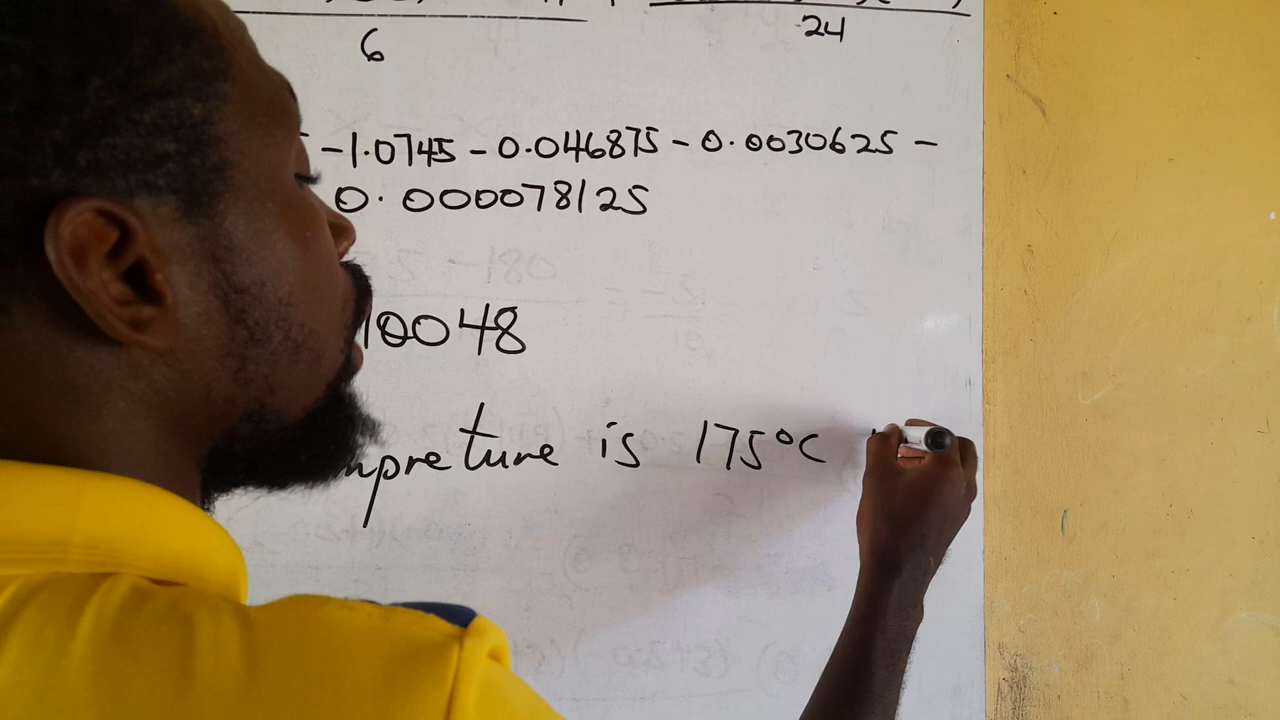 6 24
-1.0745 - 0.046875 - 0.0030625 -
0.000078125
10048
mpreture is 175°C